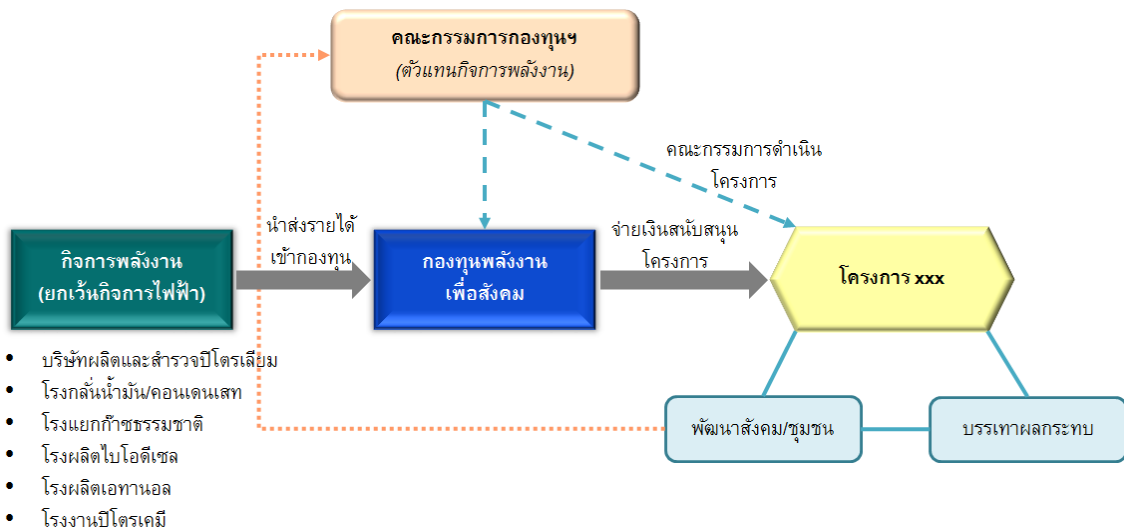 คณะกรรมการกองทุนฯ
(ตัวแทนกิจการพลังงาน)
คณะกรรมการดำเนิน
โครงการ
นำส่งรายได้
เข้ากองทุน
จ่ายเงินสนับสนุน
โครงการ
กิจการพลังงาน
(ยกเว้นกิจการไฟฟ้า)
กองทุนพลังงาน
เพื่อสังคม
โครงการ xxx
• บริษัทผลิตและสำรวจปิโตรเลียม
• โรงกลั่นน้ำมัน/คอนเดนเสท
• โรงแยกก๊าซธรรมชาติ
• โรงผลิตไบโอดีเซล
• โรงผลิตเอทานอล
• โรงงานปิโตรเคมี
พัฒนาสังคม/ชุมชน
บรรเทาผลกระทบ